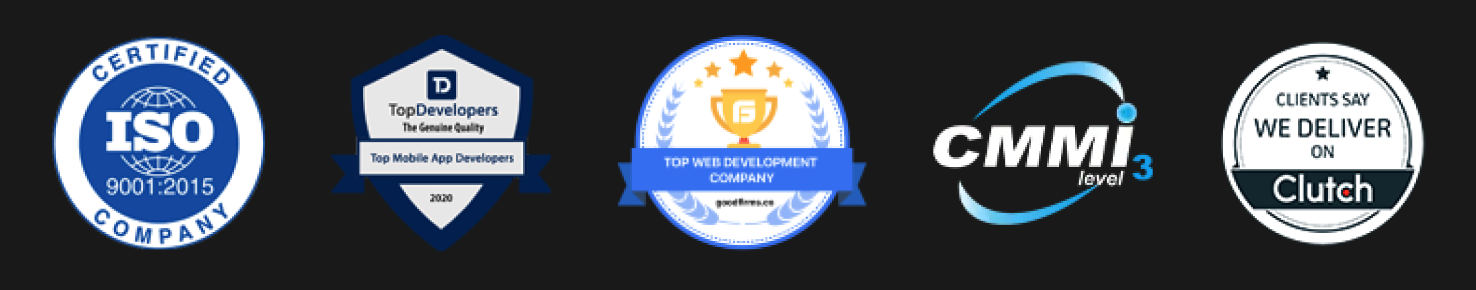 CERTIFIED
ISO
9001:2015
COMPANY
TD
TopDevelopers
The Genuine Quality
Top Mobile App Developers
2020
TOP WEB DEVELOPMENT
COMPANY
goodfirms.co
CMMi
level 3
CLIENTS SAY
WE DELIVER
ON
Clutch